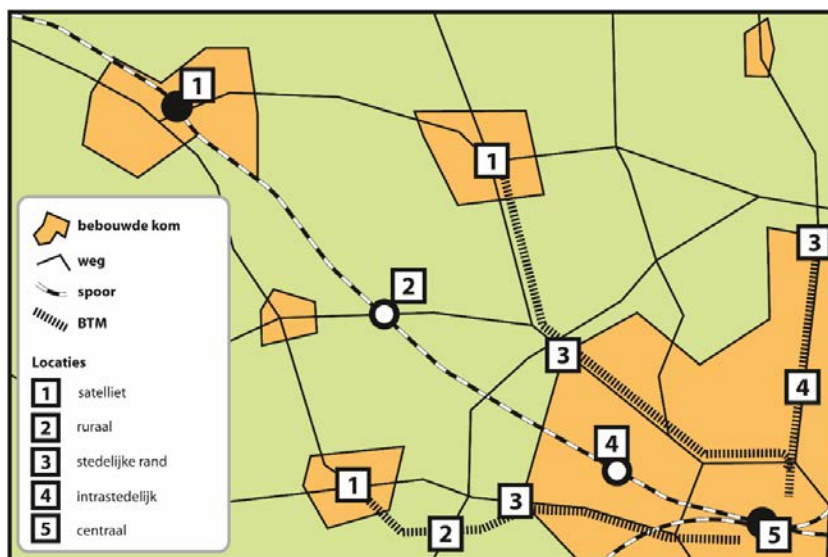 1
1
3
2
3
4
4
1
3
2
5
bebouwde kom
weg
spoor
BTM
Locaties
1 satelliet
2 ruraal
3 stedelijke rand
4 intrastedelijk
5 centraal